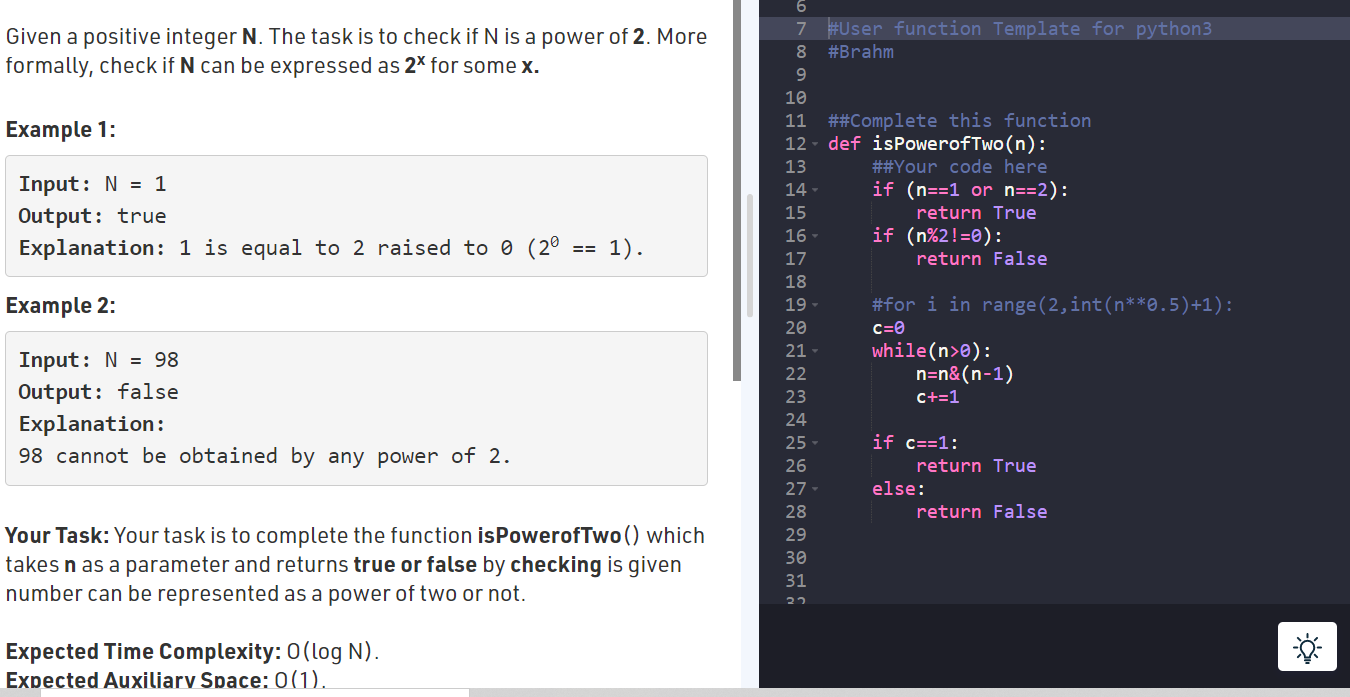 Given a positive integer N. The task is to check if N is a power of 2. More
formally, check if N can be expressed as 2ˣ for some x.
Example 1:
Input: N = 1
Output: true
Explanation: 1 is equal to 2 raised to 0 (2⁰ == 1).
Example 2:
Input: N = 98
Output: false
Explanation:
98 cannot be obtained by any power of 2.
Your Task: Your task is to complete the function isPowerofTwo() which
takes n as a parameter and returns true or false by checking is given
number can be represented as a power of two or not.
Expected Time Complexity: O(log N).
Expected Auxiliary Space: O(1).
6
7 #User function Template for python3
8 #Brahm
9
10
11 ##Complete this function
12 def isPowerofTwo(n):
13 ##Your code here
14 if (n==1 or n==2):
15 return True
16 if (n%2!=0):
17 return False
18
19 #for i in range(2,int(n**0.5)+1):
20 c=0
21 while(n>0):
22 n=n&(n-1)
23 c+=1
24
25 if c==1:
26 return True
27 else:
28 return False
29
30
31
32